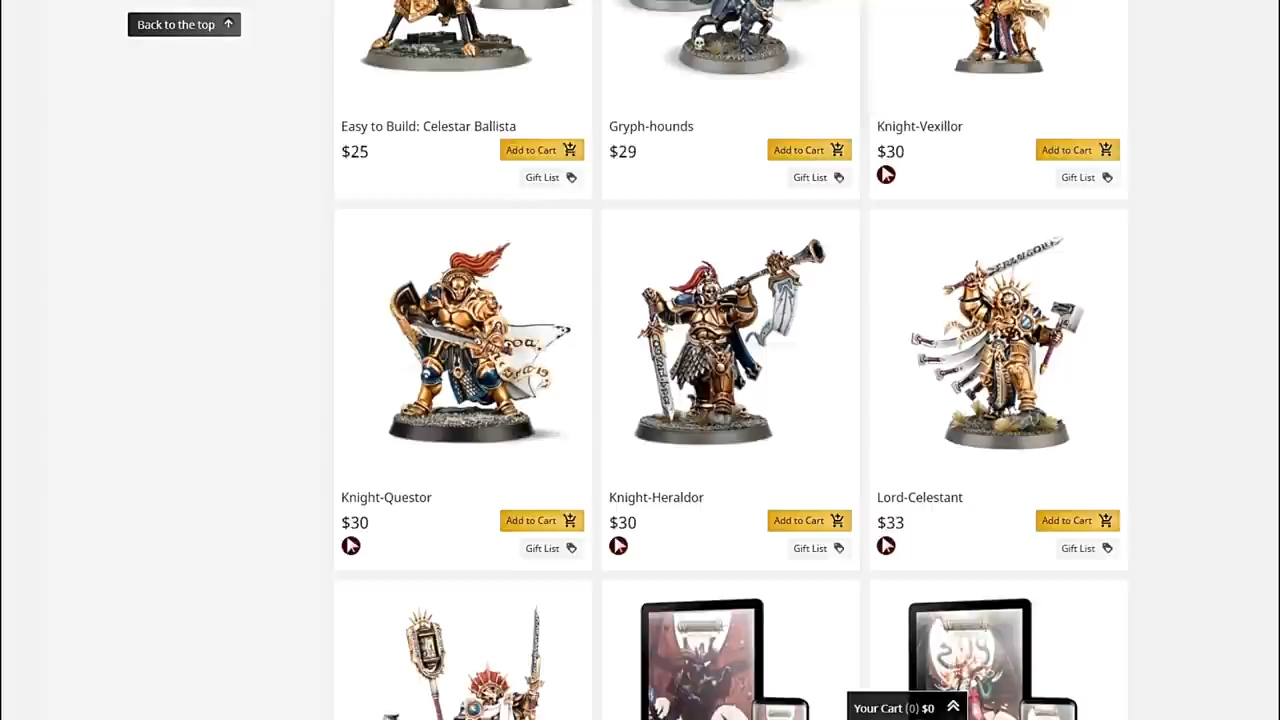 Back to the top
Easy to Build: Celestar Ballista
$25
Add to Cart
Gift List
Gryph-hounds
$29
Add to Cart
Gift List
Knight-Vexillor
$30
Add to Cart
Gift List
Knight-Questor
$30
Add to Cart
Gift List
Knight-Heraldor
$30
Add to Cart
Gift List
Lord-Celestant
$33
Add to Cart
Gift List
Your Cart (0) $0